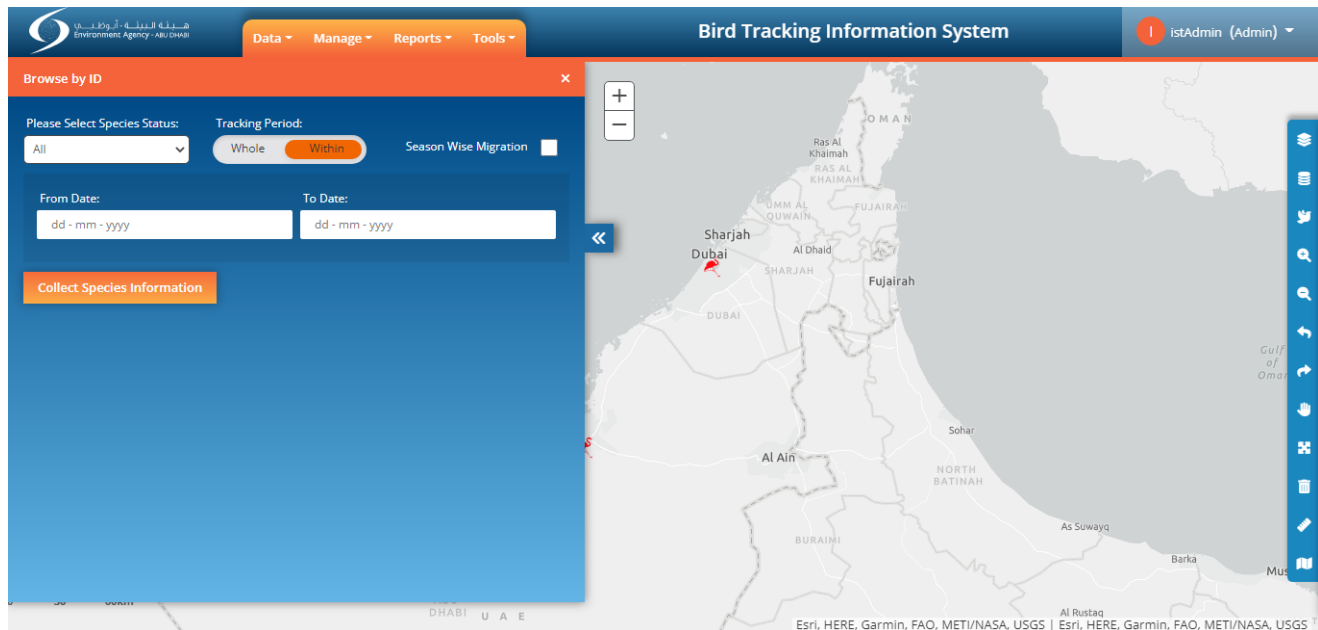 هيئة البيئة - أبوظبي
Environment Agency - ABU DHABI
Data Manage Reports Tools
Bird Tracking Information System
I istAdmin (Admin)
Browse by ID ×
Please Select Species Status:
All
Tracking Period:
Whole Within
Season Wise Migration
From Date:
dd - mm - yyyy
To Date:
dd - mm - yyyy
Collect Species Information
+
−
OMAN
Ras Al
Khaimah
RAS AL
KHAIMAH
UMM AL
QUWAIN
FUJAIRAH
Sharjah
Dubai
Al Dhaid
SHARJAH
Fujairah
DUBAI
Gulf
of
Oman
Sohar
Al Ain
NORTH
BATINAH
As Suwayq
BURAIMI
Barka
Mus
DHABI
U A E
Al Rustaq
Esri, HERE, Garmin, FAO, METI/NASA, USGS | Esri, HERE, Garmin, FAO, METI/NASA, USGS